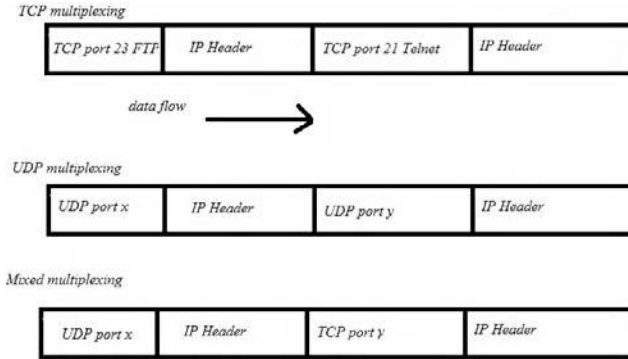 TCP multiplexing
TCP port 23 FTP IP Header TCP port 21 Telnet IP Header
data flow
UDP multiplexing
UDP port x IP Header UDP port y IP Header
Mixed multiplexing
UDP port x IP Header TCP port y IP Header